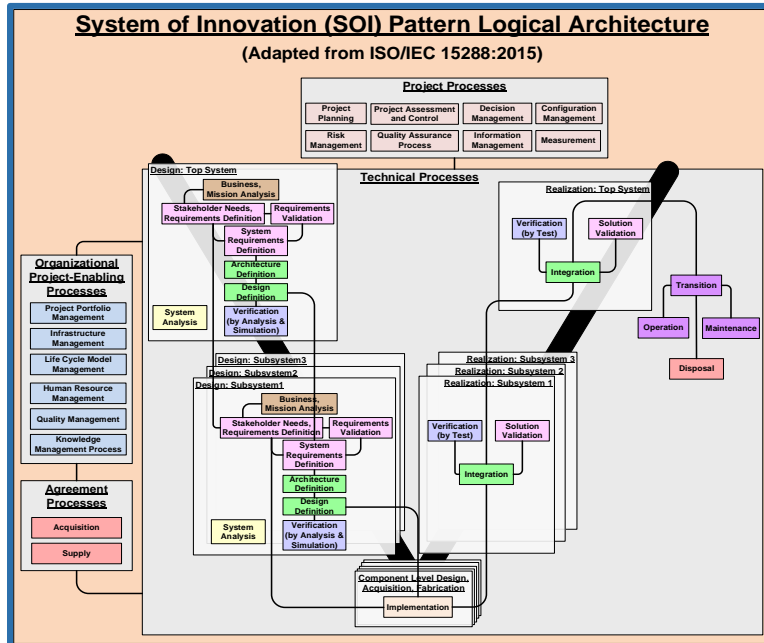 System of Innovation (SOI) Pattern Logical Architecture
(Adapted from ISO/IEC 15288:2015)
Project Processes
Project
Planning
Project Assessment
and Control
Decision
Management
Configuration
Management
Risk
Management
Quality Assurance
Process
Information
Management
Measurement
Technical Processes
Design: Top System
Business,
Mission Analysis
Stakeholder Needs,
Requirements Definition
Requirements
Validation
System
Requirements
Definition
Architecture
Definition
Design
Definition
System
Analysis
Verification
(by Analysis &
Simulation)
Realization: Top System
Verification
(by Test)
Solution
Validation
Integration
Transition
Operation
Maintenance
Disposal
Organizational
Project-Enabling
Processes
Project Portfolio
Management
Infrastructure
Management
Life Cycle Model
Management
Human Resource
Management
Quality Management
Knowledge
Management Process
Agreement
Processes
Acquisition
Supply
Design: Subsystem3
Design: Subsystem2
Design: Subsystem1
Business,
Mission Analysis
Stakeholder Needs,
Requirements Definition
Requirements
Validation
System
Requirements
Definition
Architecture
Definition
Design
Definition
System
Analysis
Verification
(by Analysis &
Simulation)
Realization: Subsystem 3
Realization: Subsystem 2
Realization: Subsystem 1
Verification
(by Test)
Solution
Validation
Integration
Component Level Design,
Acquisition, Fabrication
Implementation